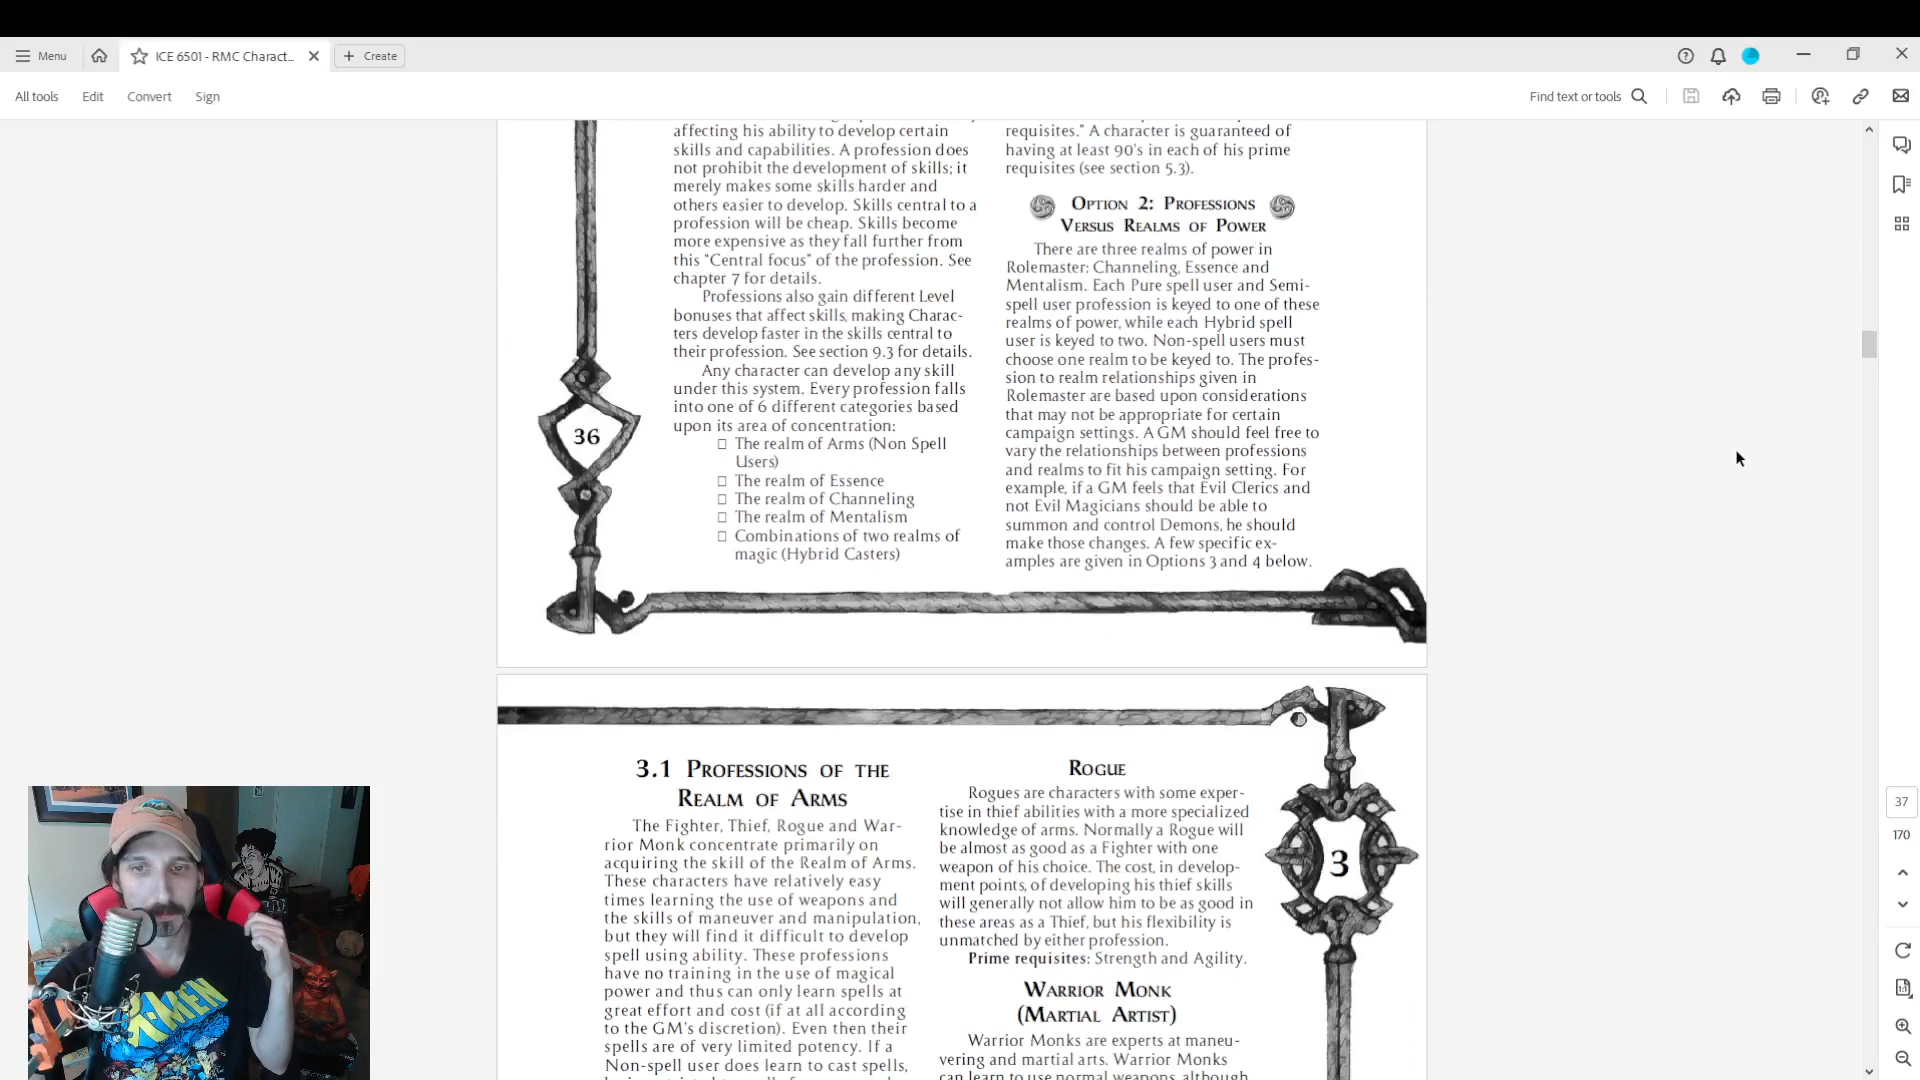 Menu
ICE 6501 - RMC Charact...
Create
All tools
Edit
Convert
Sign
Find text or tools
affecting his ability to develop certain
skills and capabilities. A profession does
not prohibit the development of skills; it
merely makes some skills harder and
others easier to develop. Skills central to a
profession will be cheap. Skills become
more expensive as they fall further from
this "Central focus" of the profession. See
chapter 7 for details.
Professions also gain different Level
bonuses that affect skills, making Charac-
ters develop faster in the skills central to
their profession. See section 9.3 for details.
Any character can develop any skill
under this system. Every profession falls
into one of 6 different categories based
upon its area of concentration:
The realm of Arms (Non Spell
Users)
The realm of Essence
The realm of Channeling
The realm of Mentalism
Combinations of two realms of
magic (Hybrid Casters)
36
requisites." A character is guaranteed of
having at least 90's in each of his prime
requisites (see section 5.3).
Option 2: Professions
Versus Realms of Power
There are three realms of power in
Rolemaster: Channeling, Essence and
Mentalism. Each Pure spell user and Semi-
spell user profession is keyed to one of these
realms of power, while each Hybrid spell
user is keyed to two. Non-spell users must
choose one realm to be keyed to. The profes-
sion to realm relationships given in
Rolemaster are based upon considerations
that may not be appropriate for certain
campaign settings. A GM should feel free to
vary the relationships between professions
and realms to fit his campaign setting. For
example, if a GM feels that Evil Clerics and
not Evil Magicians should be able to
summon and control Demons, he should
make those changes. A few specific ex-
amples are given in Options 3 and 4 below.
3.1 Professions of the
Realm of Arms
The Fighter, Thief, Rogue and War-
rior Monk concentrate primarily on
acquiring the skill of the Realm of Arms.
These characters have relatively easy
times learning the use of weapons and
the skills of maneuver and manipulation,
but they will find it difficult to develop
spell using ability. These professions
have no training in the use of magical
power and thus can only learn spells at
great effort and cost (if at all according
to the GM's discretion). Even then their
spells are of very limited potency. If a
Non-spell user does learn to cast spells,
Rogue
Rogues are characters with some exper-
tise in thief abilities with a more specialized
knowledge of arms. Normally a Rogue will
be almost as good as a Fighter with one
weapon of his choice. The cost, in develop-
ment points, of developing his thief skills
will generally not allow him to be as good in
these areas as a Thief, but his flexibility is
unmatched by either profession.
Prime requisites: Strength and Agility.
Warrior Monk
(Martial Artist)
Warrior Monks are experts at maneu-
vering and martial arts. Warrior Monks
can learn to use normal weapons, although
3
37
170
X-MEN